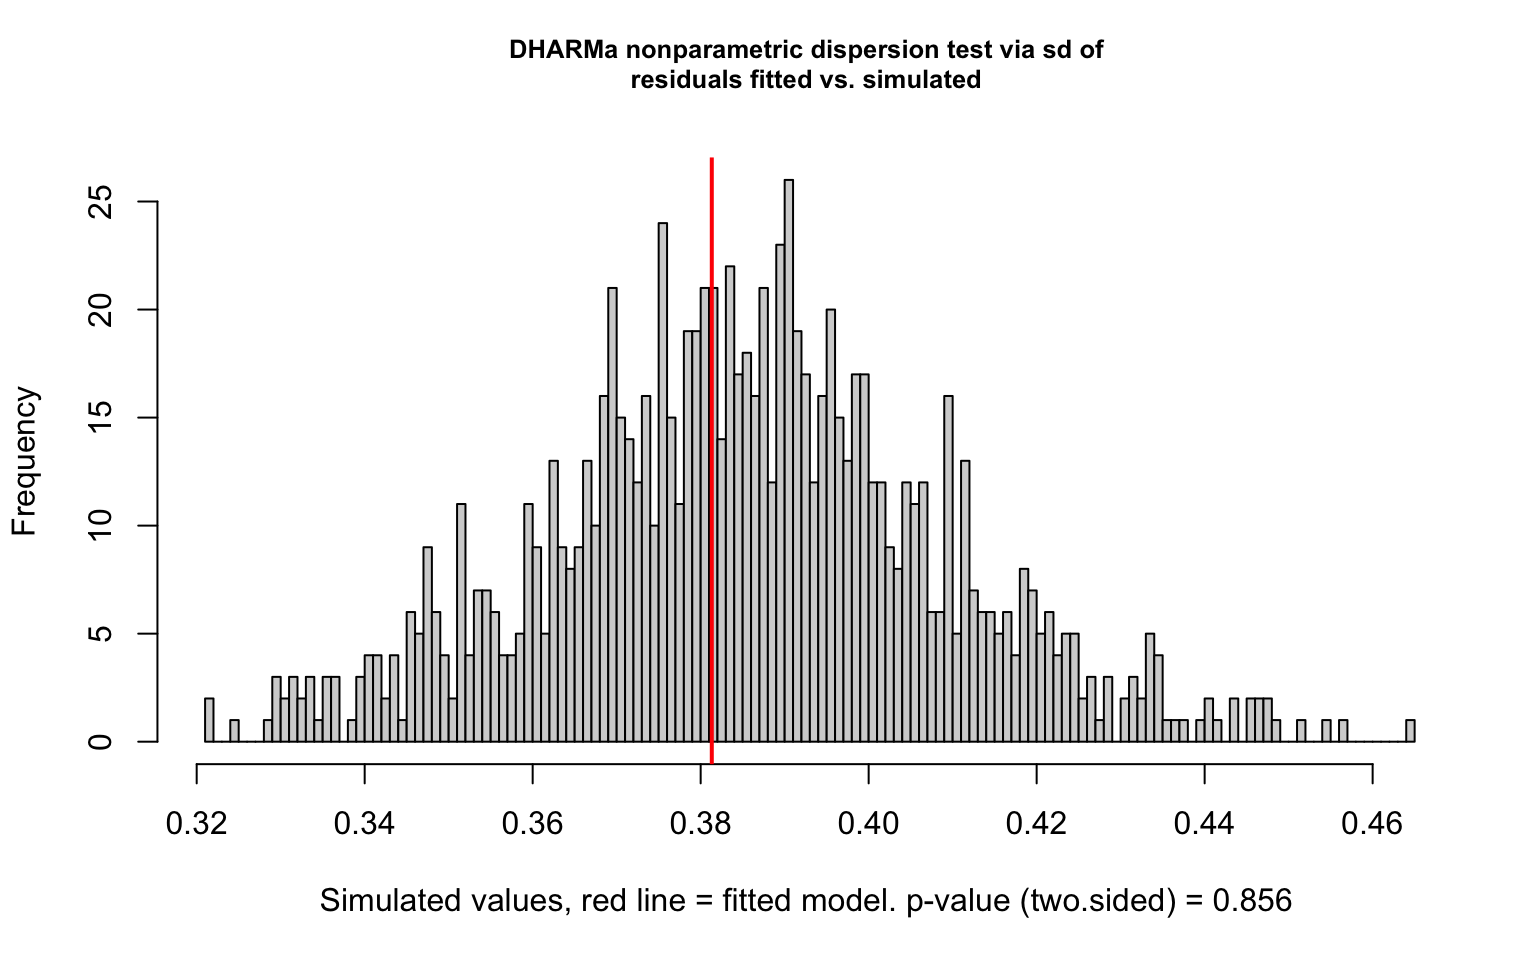 DHARMa nonparametric dispersion test via sd of
residuals fitted vs. simulated
Frequency
25
20
15
10
5
0
0.32 0.34 0.36 0.38 0.40 0.42 0.44 0.46
Simulated values, red line = fitted model. p-value (two.sided) = 0.856